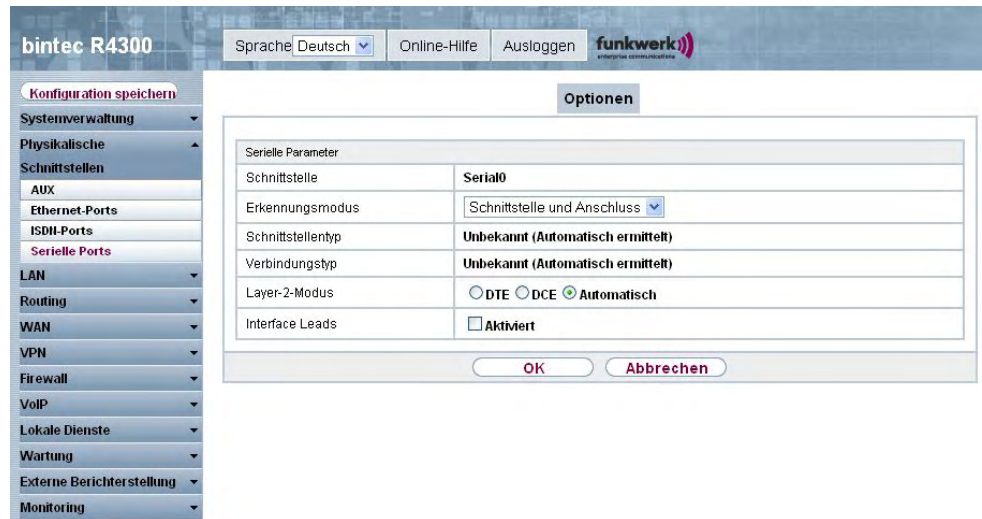 bintec R4300
Sprache Deutsch
Online-Hilfe
Ausloggen
funkwerk
enterprise communications
Konfiguration speichern
Systemverwaltung
Physikalische
Schnittstellen
AUX
Ethernet-Ports
ISDN-Ports
Serielle Ports
LAN
Routing
WAN
VPN
Firewall
VoIP
Lokale Dienste
Wartung
Externe Berichterstellung
Monitoring
Optionen
Serielle Parameter
Schnittstelle Serial0
Erkennungsmodus Schnittstelle und Anschluss
Schnittstellentyp Unbekannt (Automatisch ermittelt)
Verbindungstyp Unbekannt (Automatisch ermittelt)
Layer-2-Modus DTE DCE Automatisch
Interface Leads Aktiviert
OK Abbrechen